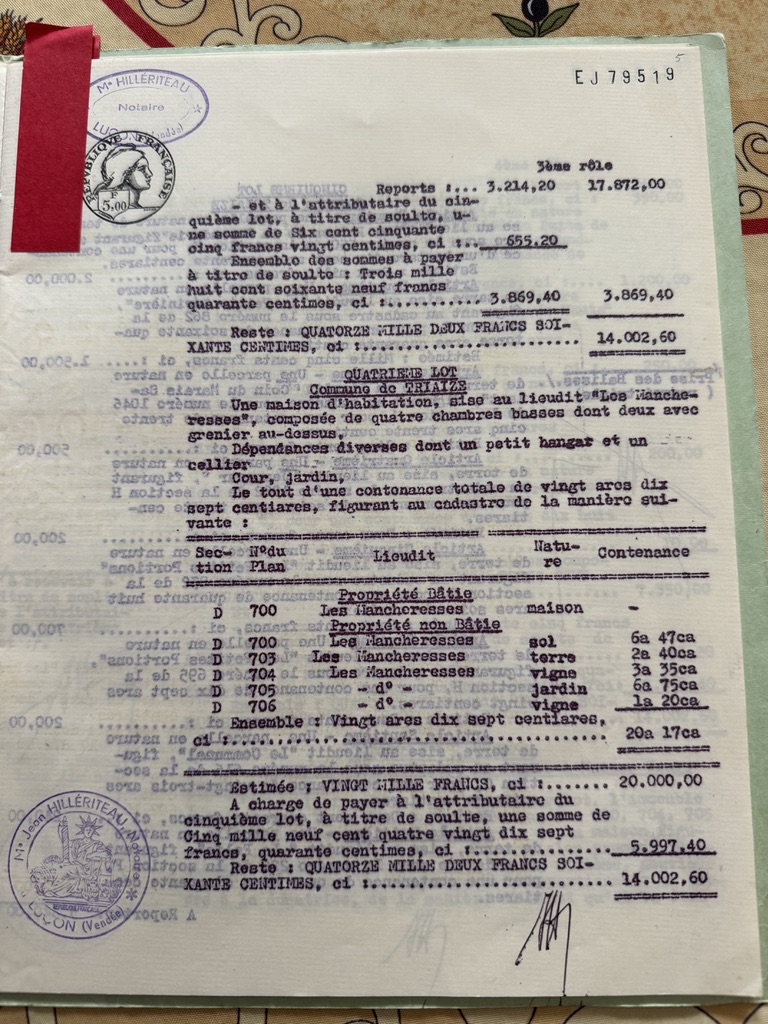 5
EJ 79519
Me HILLÉRITEAU
Notaire
LUÇON (Vendée)
RÉPUBLIQUE FRANÇAISE
F
5,00
3ème rôle
Reports :... 3.214,20 17.872,00
- et à l'attributaire du cin-
quième lot, à titre de soulte, u-
ne somme de Six cent cinquante
cinq francs vingt centimes, ci :.. 655.20
Ensemble des sommes à payer
à titre de soulte : Trois mille
huit cent soixante neuf francs
quarante centimes, ci :.......... 3.869,40 3.869,40
Reste : QUATORZE MILLE DEUX FRANCS SOI-
XANTE CENTIMES, ci :...................... 14.002,60
QUATRIEME LOT
Commune de TRIAIZE
Une maison d'habitation, sise au lieudit "Les Manche-
resses", composée de quatre chambres basses dont deux avec
grenier au-dessus,
Dépendances diverses dont un petit hangar et un
cellier
Cour, jardin,
Le tout d'une contenance totale de vingt ares dix
sept centiares, figurant au cadastre de la manière sui-
vante :
Sec- N°du Lieudit Natu- Contenance
tion Plan re
Propriété Bâtie
D 700 Les Mancheresses maison -
Propriété non Bâtie
D 700 Les Mancheresses sol 6a 47ca
D 703 Les Mancheresses terre 2a 40ca
D 704 Les Mancheresses vigne 3a 35ca
D 705 - d° - jardin 6a 75ca
D 706 - d° - vigne 1a 20ca
Ensemble : Vingt ares dix sept centiares,
ci :...................................... 20a 17ca
Estimée : VINGT MILLE FRANCS, ci :....... 20.000,00
A charge de payer à l'attributaire du
cinquième lot, à titre de soulte, une somme de
Cinq mille neuf cent quatre vingt dix sept
francs, quarante centimes, ci :............... 5.997.40
Reste : QUATORZE MILLE DEUX FRANCS SOI-
XANTE CENTIMES, ci :........................ 14.002,60
Me Jean HILLÉRITEAU Notaire
LUÇON (Vendée)